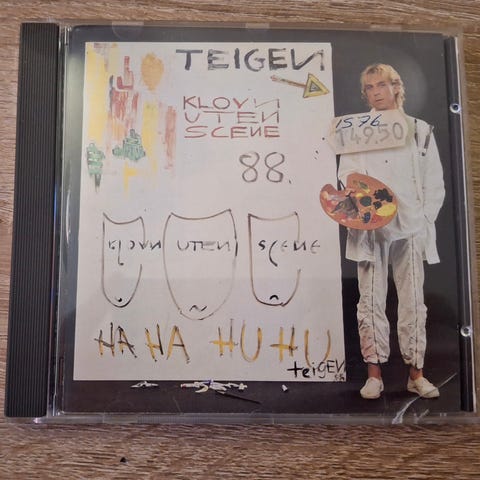 TEIGEN
KLOVN
UTEN
SCENE
88.
1576
149.50
klovn UTEN SCENE
HA HA HU HU
teigen